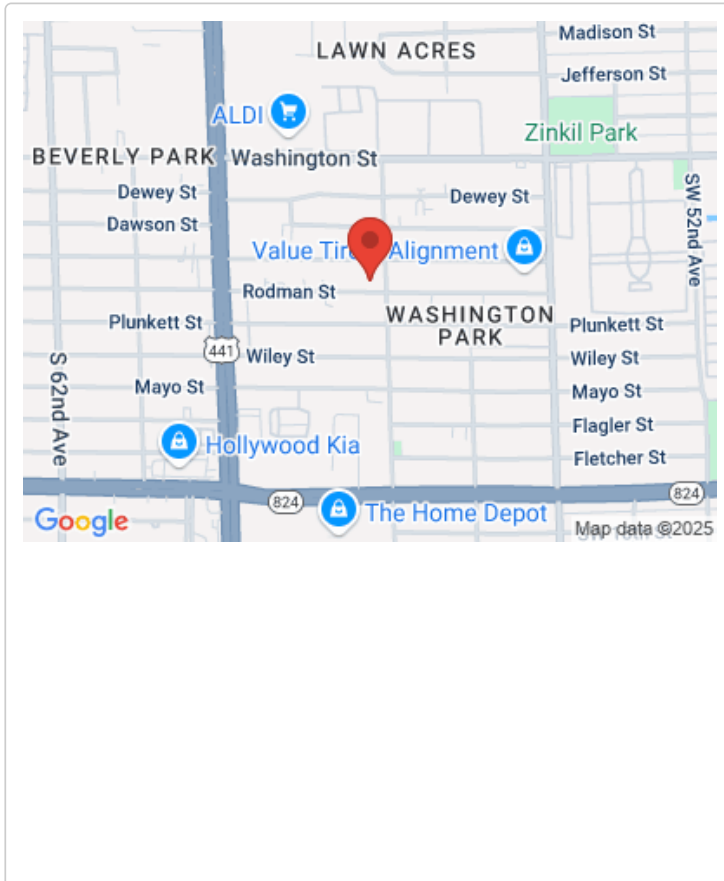 Madison St
LAWN ACRES
Jefferson St
ALDI
Zinkil Park
BEVERLY PARK
Washington St
Dewey St
Dewey St
SW 52nd Ave
Dawson St
Value Tire Alignment
Rodman St
WASHINGTON
PARK
Plunkett St
Plunkett St
441
Wiley St
Wiley St
S 62nd Ave
Mayo St
Mayo St
Flagler St
Hollywood Kia
Fletcher St
824
824
The Home Depot
Google
Map data ©2025